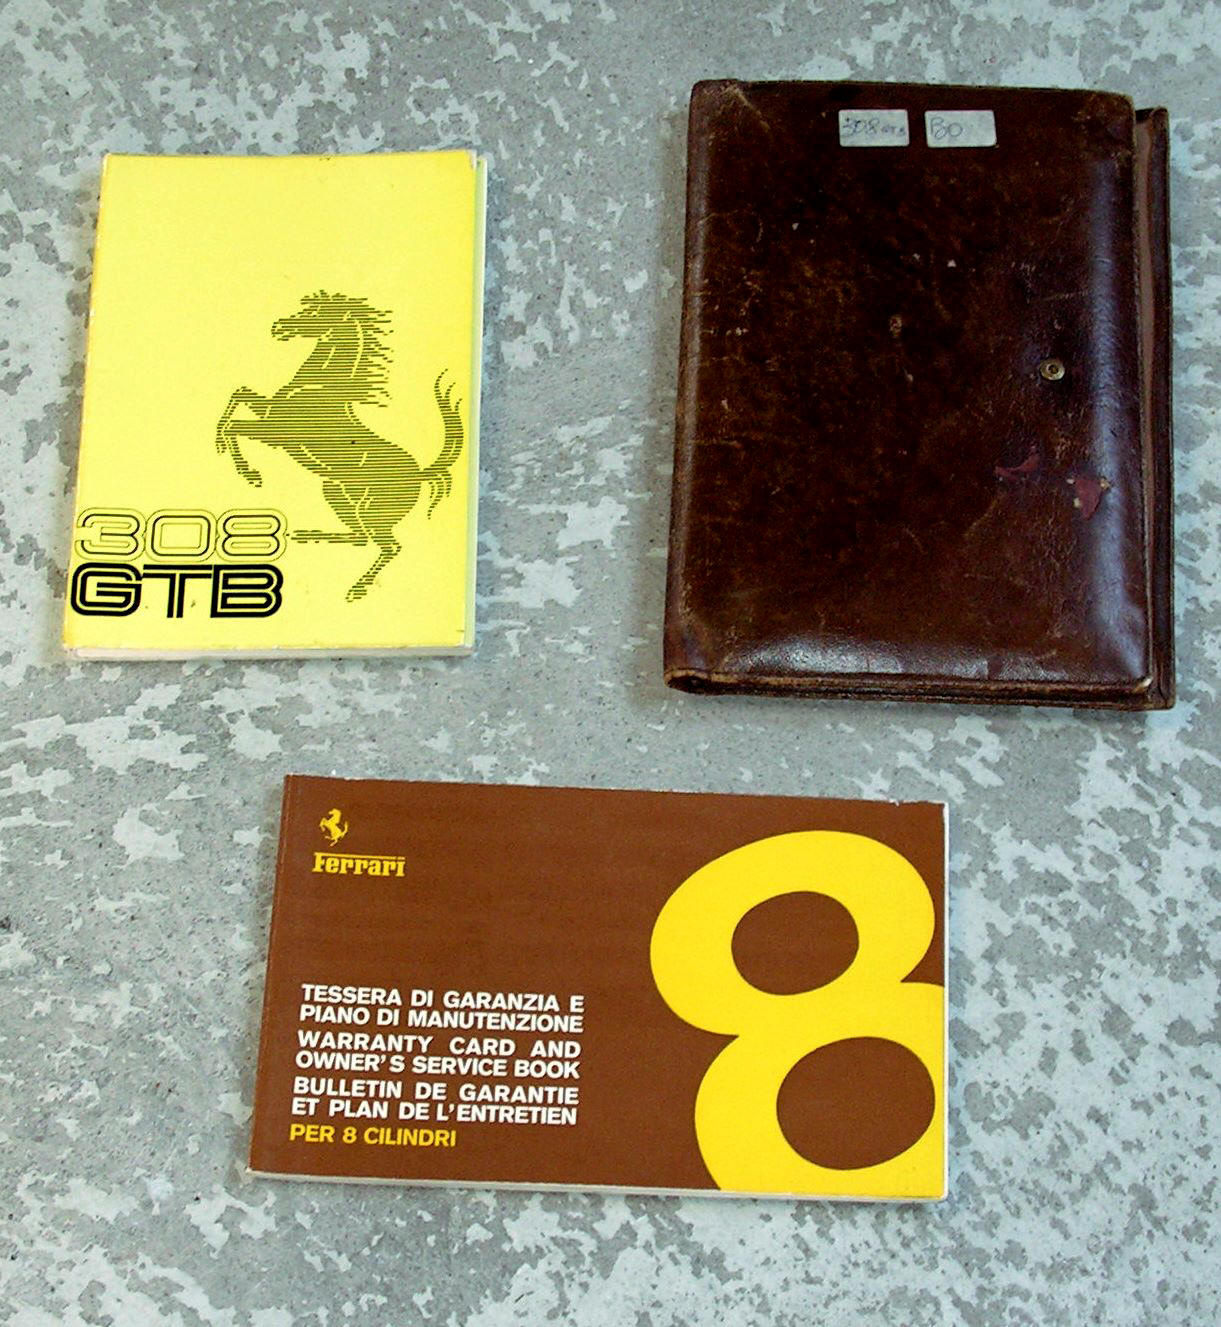 308
GTB
308 GTB
Ferrari
TESSERA DI GARANZIA E
PIANO DI MANUTENZIONE
WARRANTY CARD AND
OWNER'S SERVICE BOOK
BULLETIN DE GARANTIE
ET PLAN DE L'ENTRETIEN
PER 8 CILINDRI
8